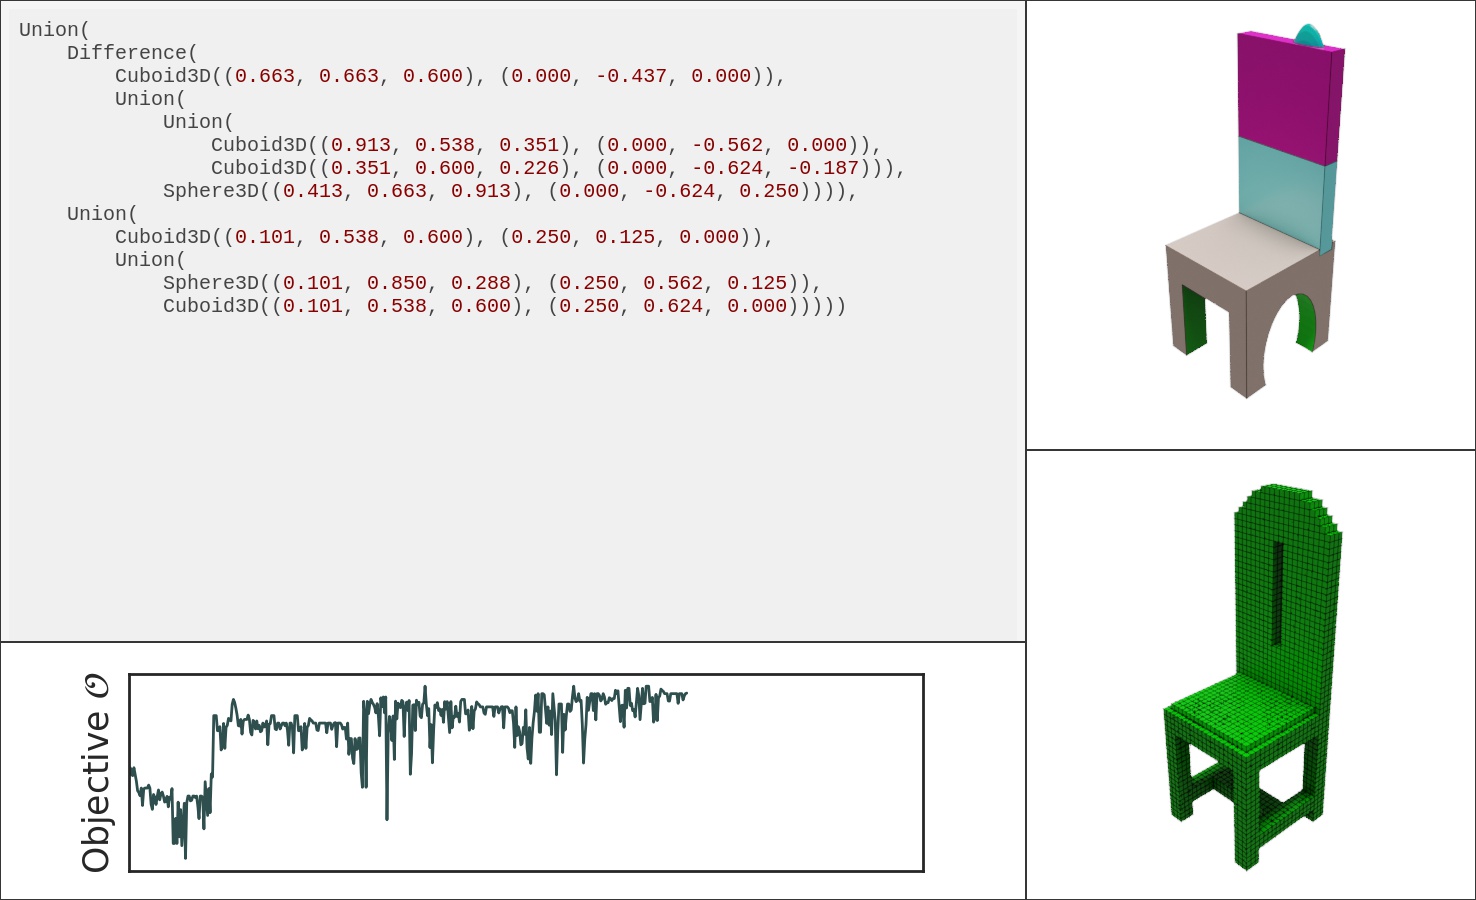 Union(
    Difference(
        Cuboid3D((0.663, 0.663, 0.600), (0.000, -0.437, 0.000)),
        Union(
            Union(
                Cuboid3D((0.913, 0.538, 0.351), (0.000, -0.562, 0.000)),
                Cuboid3D((0.351, 0.600, 0.226), (0.000, -0.624, -0.187))),
            Sphere3D((0.413, 0.663, 0.913), (0.000, -0.624, 0.250)))),
    Union(
        Cuboid3D((0.101, 0.538, 0.600), (0.250, 0.125, 0.000)),
        Union(
            Sphere3D((0.101, 0.850, 0.288), (0.250, 0.562, 0.125)),
            Cuboid3D((0.101, 0.538, 0.600), (0.250, 0.624, 0.000)))))
Objective 𝒪